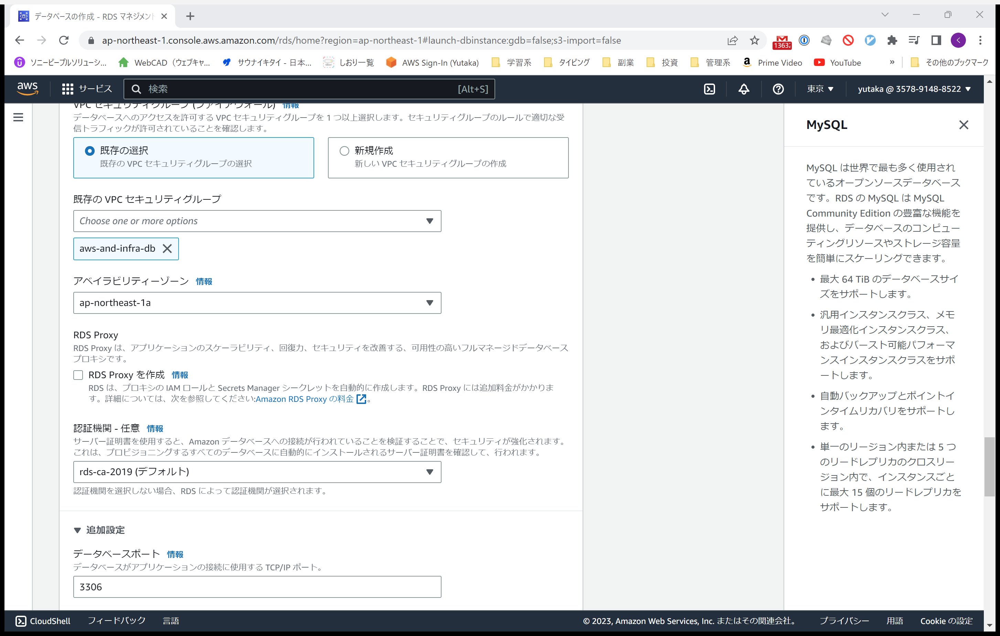 データベースの作成 - RDS マネジメント
ap-northeast-1.console.aws.amazon.com/rds/home?region=ap-northeast-1#launch-dbinstance:gdb=false;s3-import=false
ソニーピープルソリューシ...
WebCAD（ウェブキャ...
サウナイキタイ - 日本...
しおり一覧
AWS Sign-In (Yutaka)
学習系
タイピング
副業
投資
管理系
Prime Video
YouTube
»
その他のブックマーク
aws
サービス
検索
[Alt+S]
東京
yutaka @ 3578-9148-8522
VPC セキュリティグループ (ファイアウォール) 情報
データベースへのアクセスを許可する VPC セキュリティグループを 1 つ以上選択します。セキュリティグループのルールで適切な受
信トラフィックが許可されていることを確認します。
既存の選択
既存の VPC セキュリティグループの選択
新規作成
新しい VPC セキュリティグループの作成
既存の VPC セキュリティグループ
Choose one or more options
aws-and-infra-db
アベイラビリティーゾーン 情報
ap-northeast-1a
RDS Proxy
RDS Proxy は、アプリケーションのスケーラビリティ、回復力、セキュリティを改善する、可用性の高いフルマネージドデータベース
プロキシです。
RDS Proxy を作成 情報
RDS は、プロキシの IAM ロールと Secrets Manager シークレットを自動的に作成します。RDS Proxy には追加料金がかかりま
す。詳細については、次を参照してください:Amazon RDS Proxy の料金 。
認証機関 - 任意 情報
サーバー証明書を使用すると、Amazon データベースへの接続が行われていることを検証することで、セキュリティが強化されます。
これは、プロビジョニングするすべてのデータベースに自動的にインストールされるサーバー証明書を確認して、行われます。
rds-ca-2019 (デフォルト)
認証機関を選択しない場合、RDS によって認証機関が選択されます。
追加設定
データベースポート 情報
データベースがアプリケーションの接続に使用する TCP/IP ポート。
3306
MySQL
MySQL は世界で最も多く使用され
ているオープンソースデータベース
です。RDS の MySQL は MySQL
Community Edition の豊富な機能を
提供し、データベースのコンピュー
ティングリソースやストレージ容量
を簡単にスケーリングできます。
• 最大 64 TiB のデータベースサイ
ズをサポートします。
• 汎用インスタンスクラス、メモ
リ最適化インスタンスクラス、
およびバースト可能パフォーマ
ンスインスタンスクラスをサポ
ートします。
• 自動バックアップとポイントイ
ンタイムリカバリをサポートし
ます。
• 単一のリージョン内または 5 つ
のリードレプリカのクロスリー
ジョン内で、インスタンスごと
に最大 15 個のリードレプリカを
サポートします。
CloudShell
フィードバック
言語
© 2023, Amazon Web Services, Inc. またはその関連会社。
プライバシー
用語
Cookie の設定